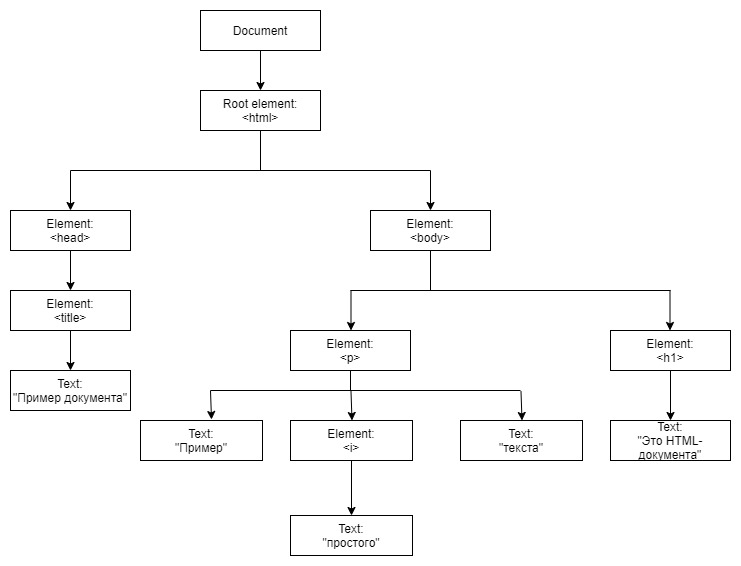 Document
Root element:
<html>
Element:
<head>
Element:
<body>
Element:
<title>
Element:
<p>
Element:
<h1>
Text:
"Пример документа"
Text:
"Пример"
Element:
<i>
Text:
"текста"
Text:
"Это HTML-
документа"
Text:
"простого"